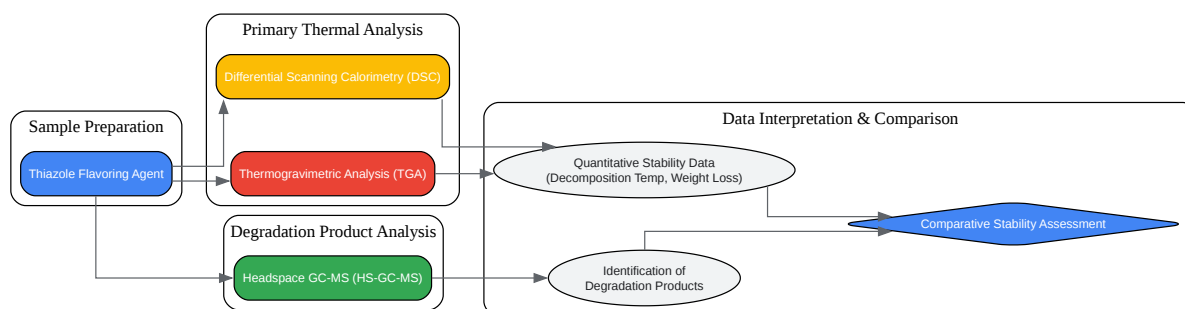 Primary Thermal Analysis
Differential Scanning Calorimetry (DSC)
Sample Preparation
Data Interpretation & Comparison
Thiazole Flavoring Agent
Thermogravimetric Analysis (TGA)
Quantitative Stability Data
(Decomposition Temp, Weight Loss)
Comparative Stability Assessment
Degradation Product Analysis
Headspace GC-MS (HS-GC-MS)
Identification of
Degradation Products